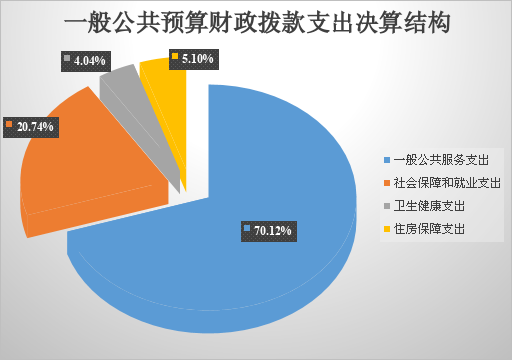 一般公共预算财政拨款支出决算结构
4.04%
5.10%
20.74%
70.12%
一般公共服务支出
社会保障和就业支出
卫生健康支出
住房保障支出